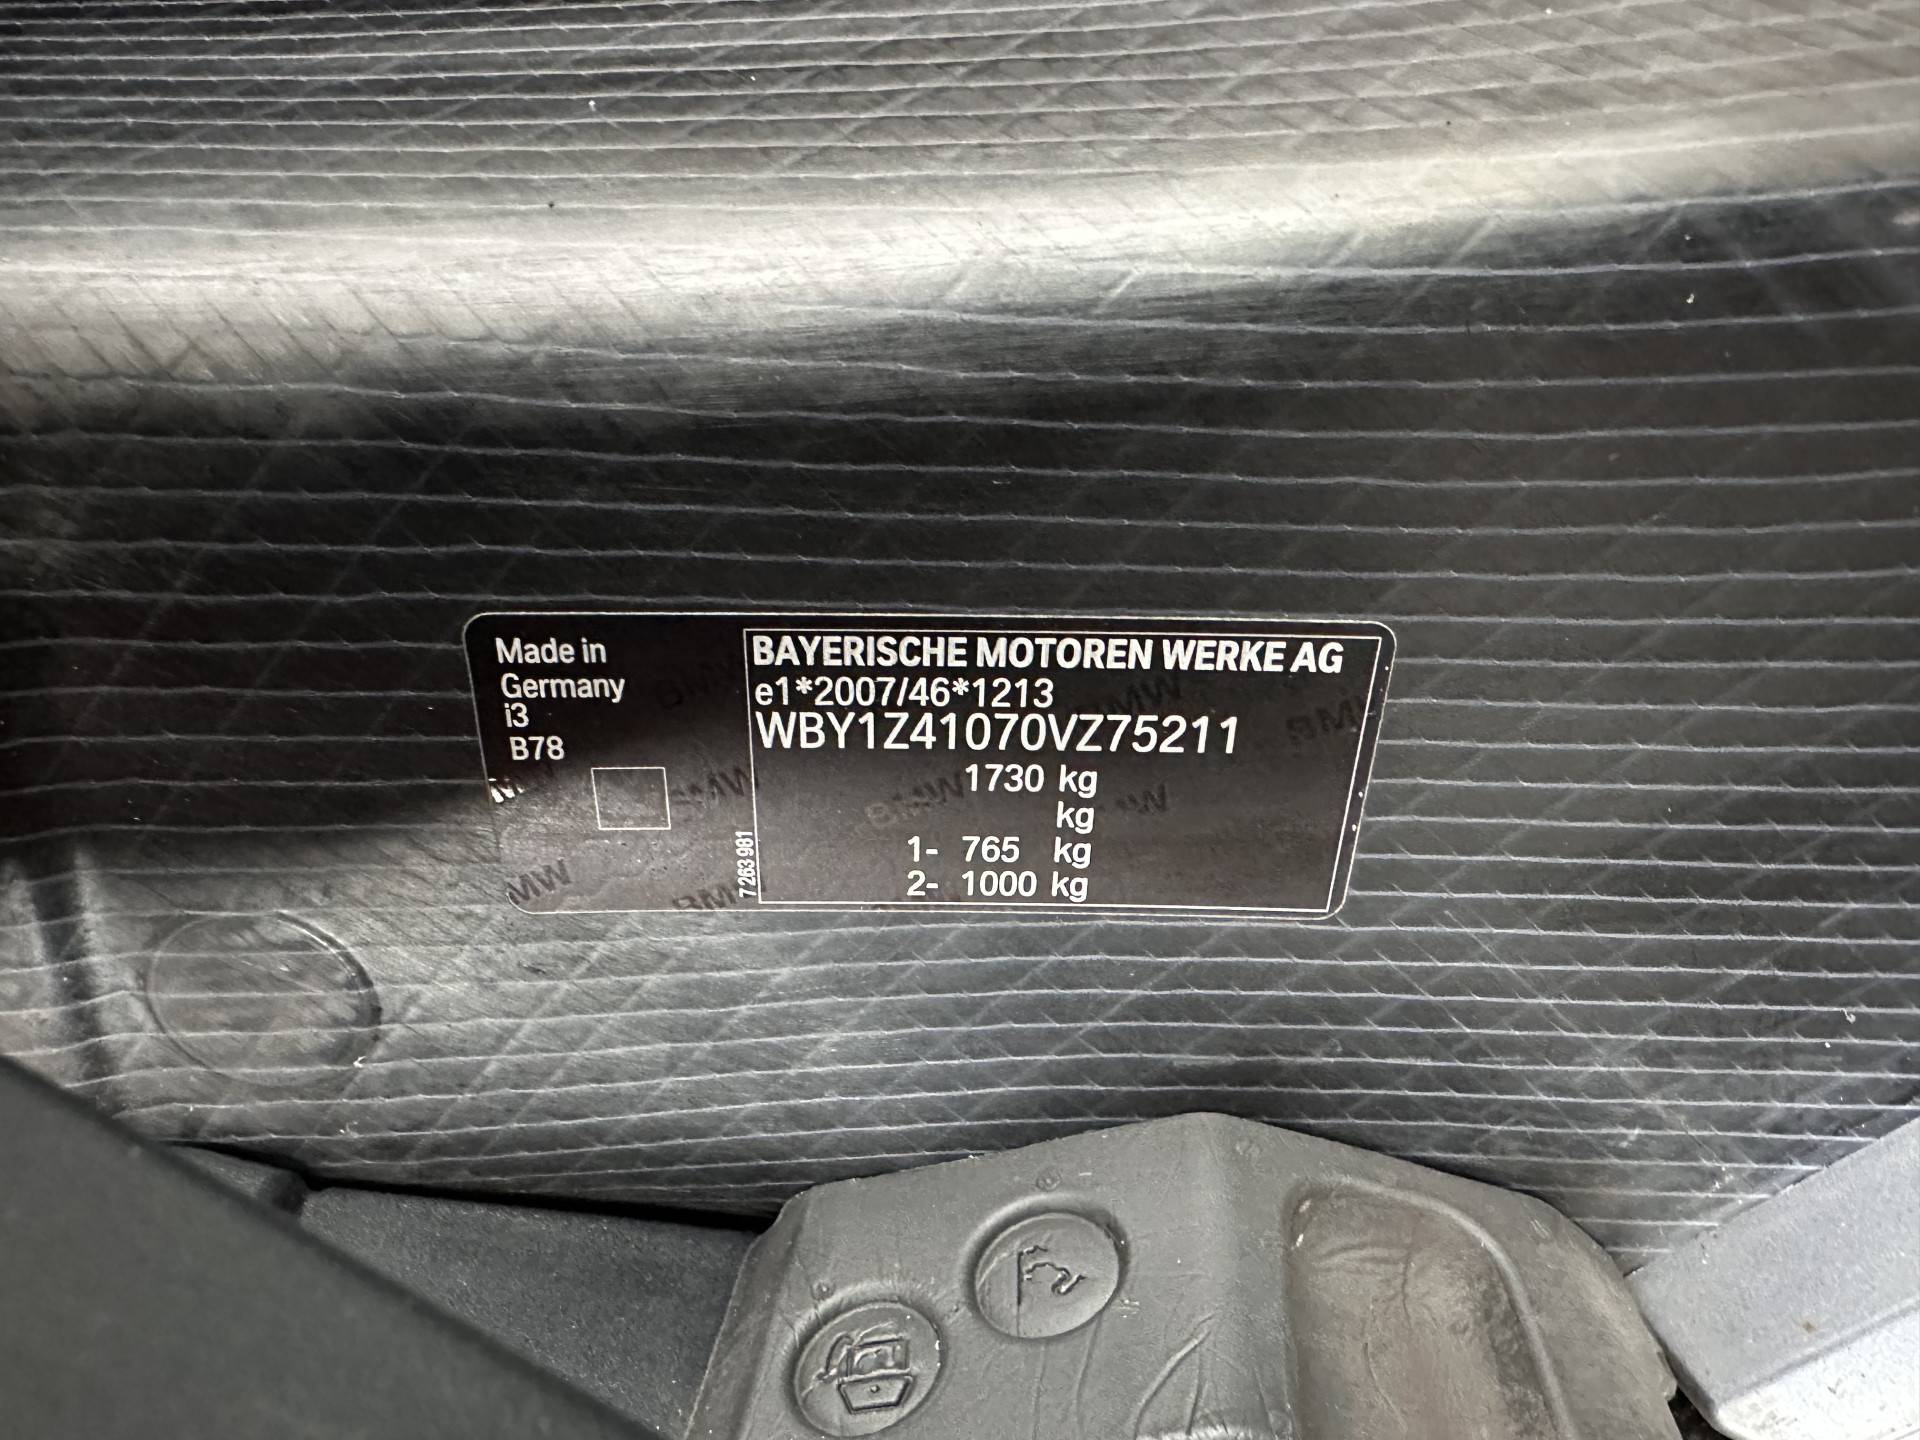 Made in
Germany
i3
B78
BAYERISCHE MOTOREN WERKE AG
e1*2007/46*1213
WBY1Z41070VZ75211
1730 kg
kg
1- 765 kg
2- 1000 kg
7 263 981